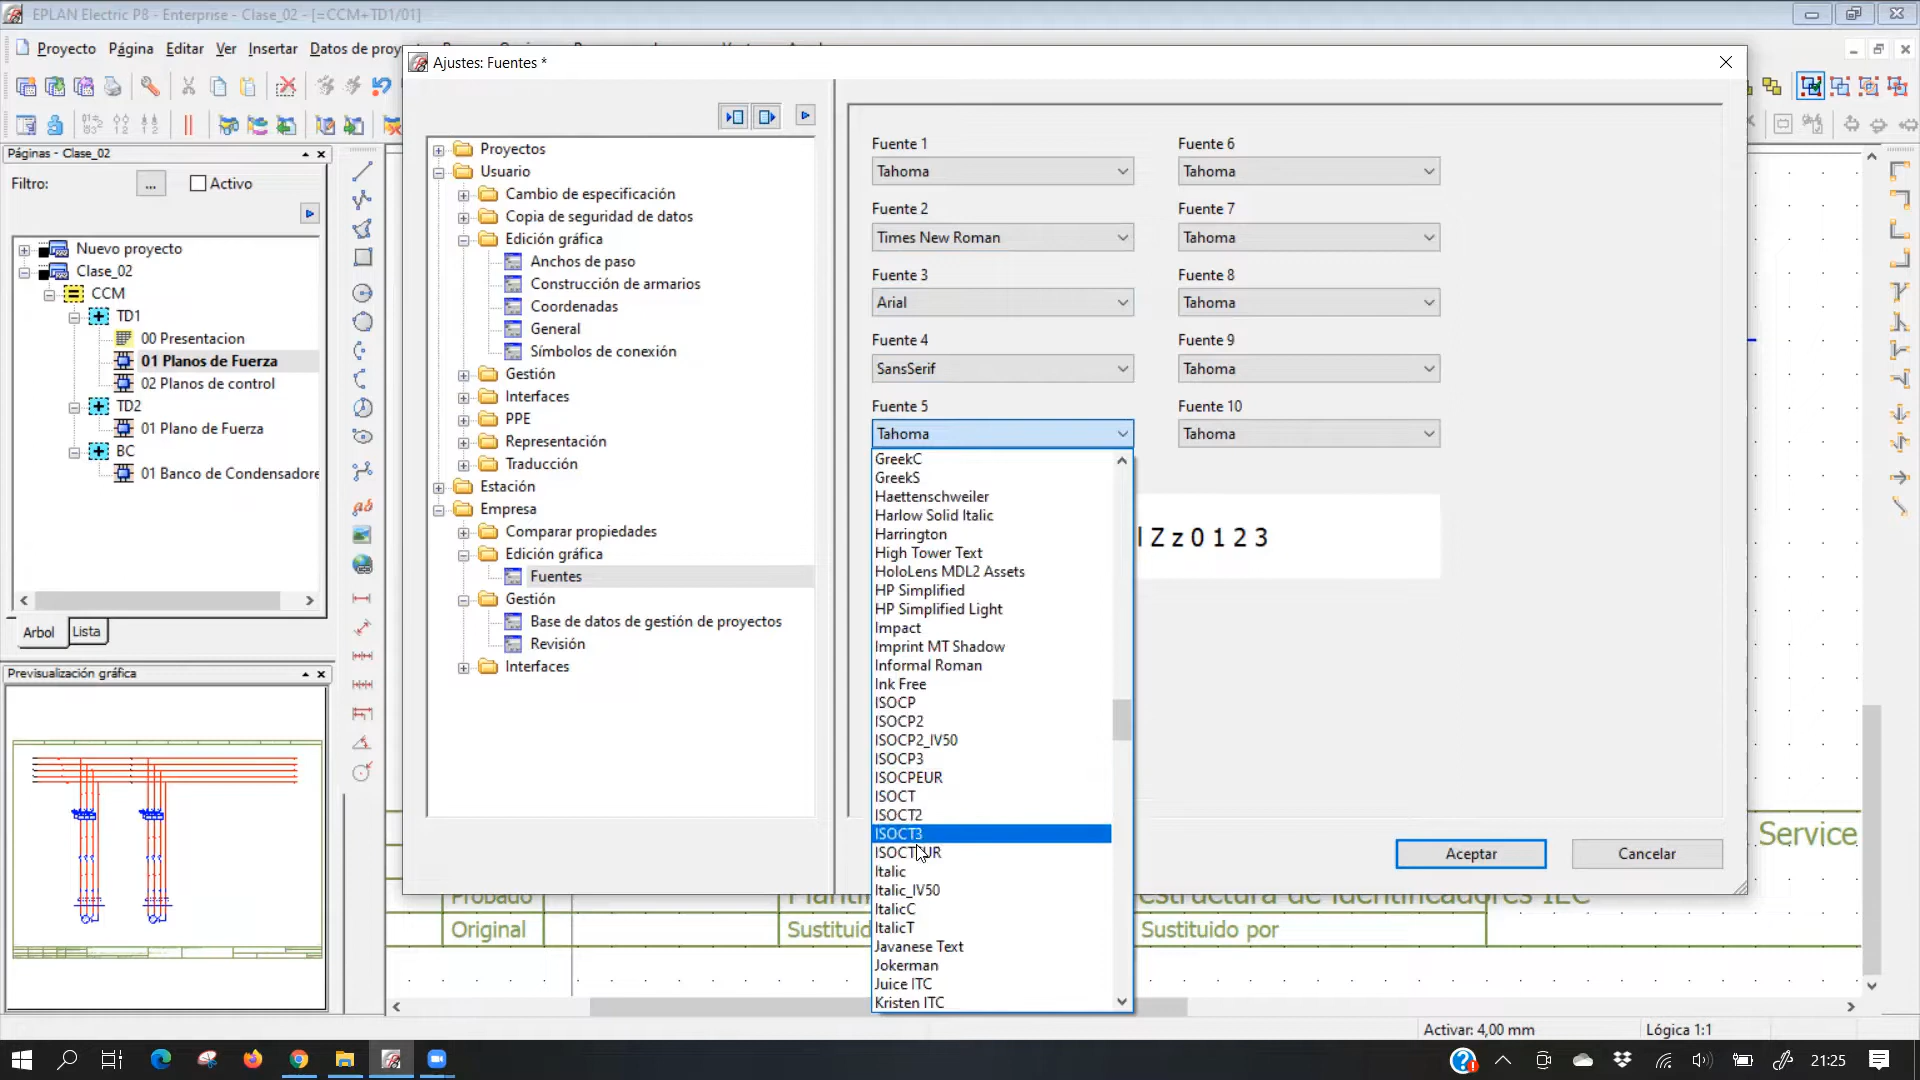 EPLAN Electric P8 - Enterprise - Clase_02 - [=CCM+TD1/01]
Proyecto Página Editar Ver Insertar
Ajustes: Fuentes *
Páginas - Clase_02
Filtro:
...
Activo
Nuevo proyecto
Clase_02
CCM
TD1
00 Presentacion
01 Planos de Fuerza
02 Planos de control
TD2
01 Plano de Fuerza
BC
01 Banco de Condensadore
Arbol
Lista
Previsualización gráfica
Proyectos
Usuario
Cambio de especificación
Copia de seguridad de datos
Edición gráfica
Anchos de paso
Construcción de armarios
Coordenadas
General
Símbolos de conexión
Gestión
Interfaces
PPE
Representación
Traducción
Estación
Empresa
Comparar propiedades
Edición gráfica
Fuentes
Gestión
Base de datos de gestión de proyectos
Revisión
Interfaces
Fuente 1
Tahoma
Fuente 2
Times New Roman
Fuente 3
Arial
Fuente 4
SansSerif
Fuente 5
Tahoma
Fuente 6
Tahoma
Fuente 7
Tahoma
Fuente 8
Tahoma
Fuente 9
Tahoma
Fuente 10
Tahoma
GreekC
GreekS
Haettenschweiler
Harlow Solid Italic
Harrington
High Tower Text
HoloLens MDL2 Assets
HP Simplified
HP Simplified Light
Impact
Imprint MT Shadow
Informal Roman
Ink Free
ISOCP
ISOCP2
ISOCP2_IV50
ISOCP3
ISOCPEUR
ISOCT
ISOCT2
ISOCT3
Italic
Italic_IV50
ItalicC
ItalicT
Javanese Text
Jokerman
Juice ITC
Kristen ITC
Z z 0 1 2 3
Aceptar
Cancelar
Service
Probado
Original
Identificadores IEC
Sustituido por
Activar: 4,00 mm
Lógica 1:1
21:25